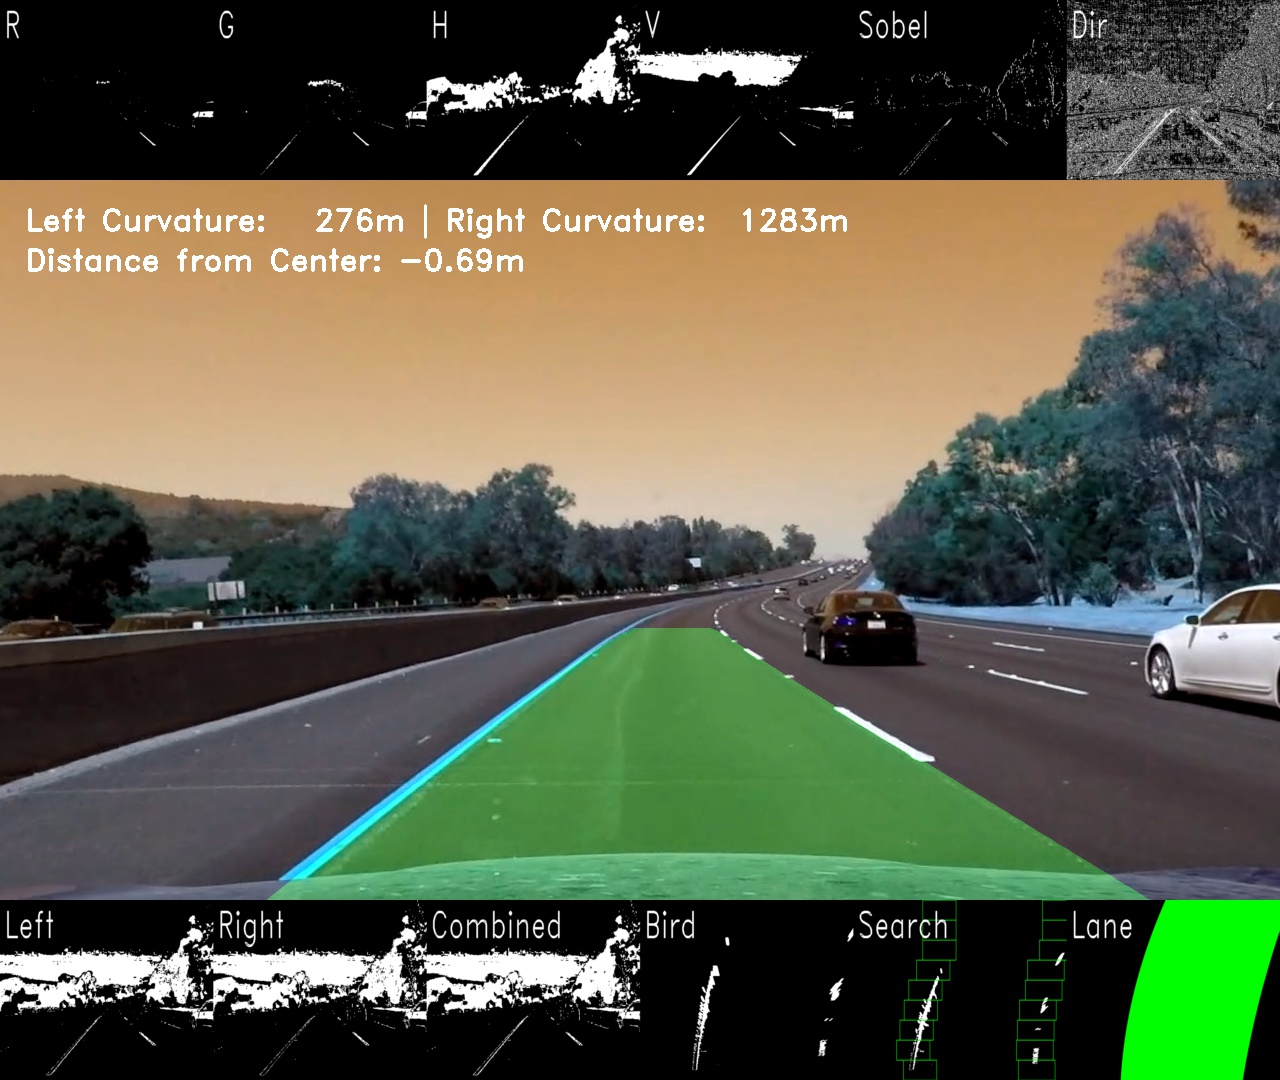 R G H V Sobel Dir
Left Curvature: 276m | Right Curvature: 1283m
Distance from Center: -0.69m
Left Right Combined Bird Search Lane